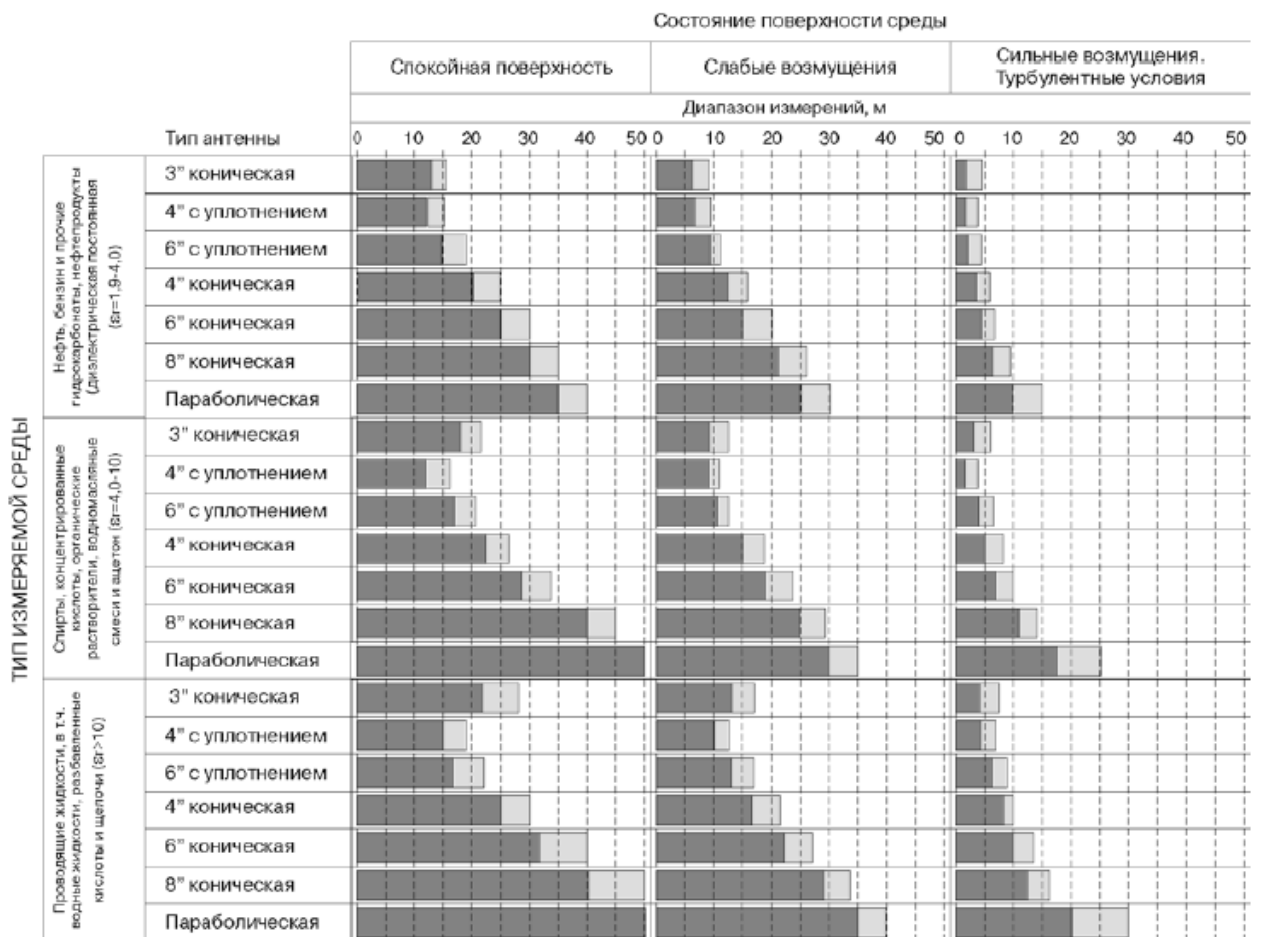 Состояние поверхности среды
Спокойная поверхность
Слабые возмущения
Сильные возмущения.
Турбулентные условия
Диапазон измерений, м
Тип антенны
0 10 20 30 40 50 0 10 20 30 40 50 0 10 20 30 40 50
ТИП ИЗМЕРЯЕМОЙ СРЕДЫ
Нефть, бензин и прочие
гидрокарбонаты, нефтепродукты
(диэлектрическая постоянная
(εr=1,9-4,0)
3” коническая
4” с уплотнением
6” с уплотнением
4” коническая
6” коническая
8” коническая
Параболическая
Спирты, концентрированные
кислоты, органические
растворители, водномасляные
смеси и ацетон (εr=4,0-10)
3” коническая
4” с уплотнением
6” с уплотнением
4” коническая
6” коническая
8” коническая
Параболическая
Проводящие жидкости, в т.ч.
водные жидкости, разбавленные
кислоты и щелочи (εr>10)
3” коническая
4” с уплотнением
6” с уплотнением
4” коническая
6” коническая
8” коническая
Параболическая